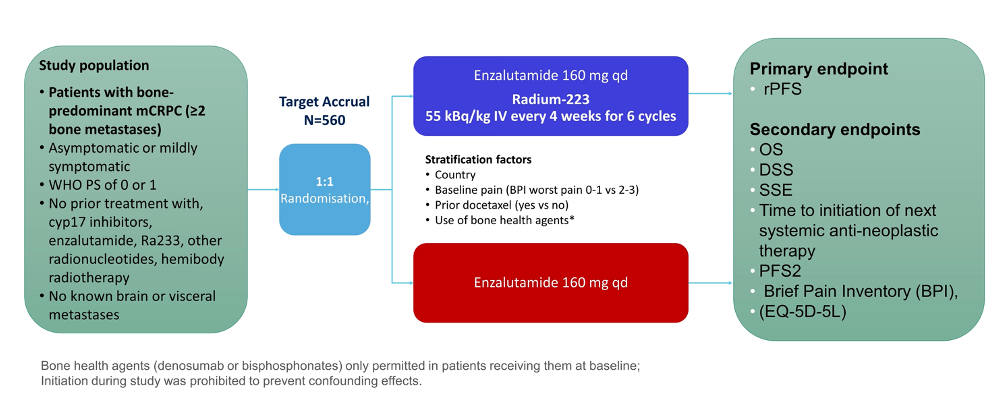 Study population
• Patients with bone-
predominant mCRPC (≥2
bone metastases)
• Asymptomatic or mildly
symptomatic
• WHO PS of 0 or 1
• No prior treatment with,
cyp17 inhibitors,
enzalutamide, Ra233, other
radionucleotides, hemibody
radiotherapy
• No known brain or visceral
metastases
Target Accrual
N=560
1:1
Randomisation,
Enzalutamide 160 mg qd
Radium-223
55 kBq/kg IV every 4 weeks for 6 cycles
Stratification factors
• Country
• Baseline pain (BPI worst pain 0-1 vs 2-3)
• Prior docetaxel (yes vs no)
• Use of bone health agents*
Enzalutamide 160 mg qd
Primary endpoint
• rPFS
Secondary endpoints
• OS
• DSS
• SSE
• Time to initiation of next
systemic anti-neoplastic
therapy
• PFS2
• Brief Pain Inventory (BPI),
• (EQ-5D-5L)
Bone health agents (denosumab or bisphosphonates) only permitted in patients receiving them at baseline;
Initiation during study was prohibited to prevent confounding effects.